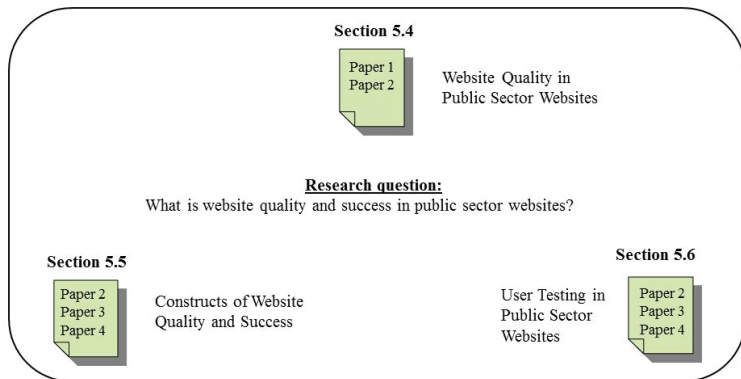 Section 5.4
Paper 1
Paper 2
Website Quality in
Public Sector Websites
Research question:
What is website quality and success in public sector websites?
Section 5.5
Paper 2
Paper 3
Paper 4
Constructs of Website
Quality and Success
Section 5.6
User Testing in
Public Sector
Websites
Paper 2
Paper 3
Paper 4